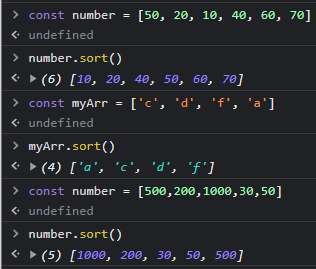 > const number = [50, 20, 10, 40, 60, 70]
< undefined
> number.sort()
< ▶ (6) [10, 20, 40, 50, 60, 70]
> const myArr = ['c', 'd', 'f', 'a']
< undefined
> myArr.sort()
< ▶ (4) ['a', 'c', 'd', 'f']
> const number = [500,200,1000,30,50]
< undefined
> number.sort()
< ▶ (5) [1000, 200, 30, 50, 500]